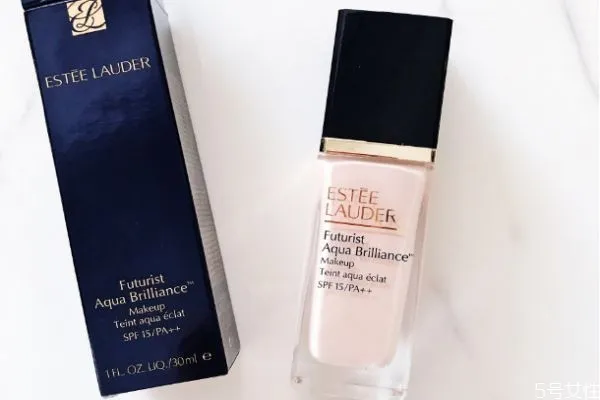 ESTĒE LAUDER
Futurist
Aqua Brilliance™
Makeup
Teint aqua éclat
SPF 15/PA++
1 FL. OZ. LIQ./30ml e
ESTĒE
LAUDER
Futurist
Aqua Brilliance™
Makeup
Teint aqua éclat
SPF 15/PA++
5号女性